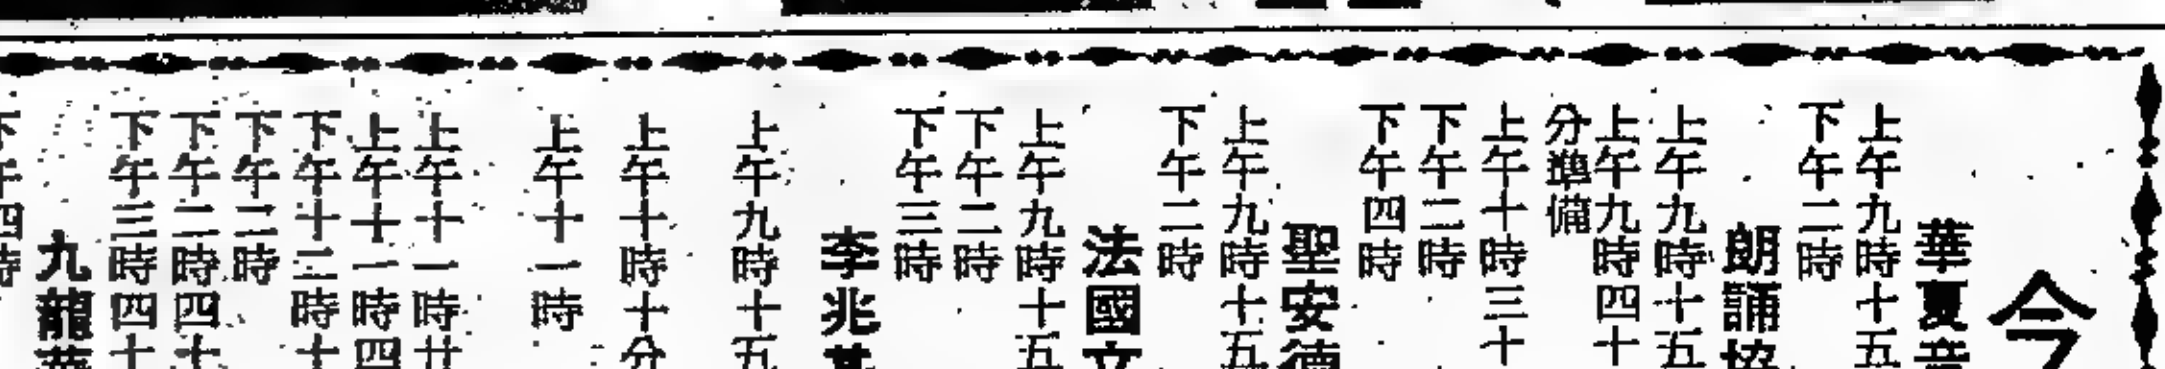 今
華夏音
上午九時十五
下午二時
朗誦協
上午九時十五
上午九時四十
分準備
上午十時三十
下午二時
下午四時
聖安德
上午九時十五
下午二時
法國文
上午九時十五
下午二時
下午三時
李兆基
上午九時十五
上午十時十分
上午十一時
上午十一時廿
上午十一時四
下午十二時十
下午二時
下午二時四十
下午三時四十
九龍華
下午四時